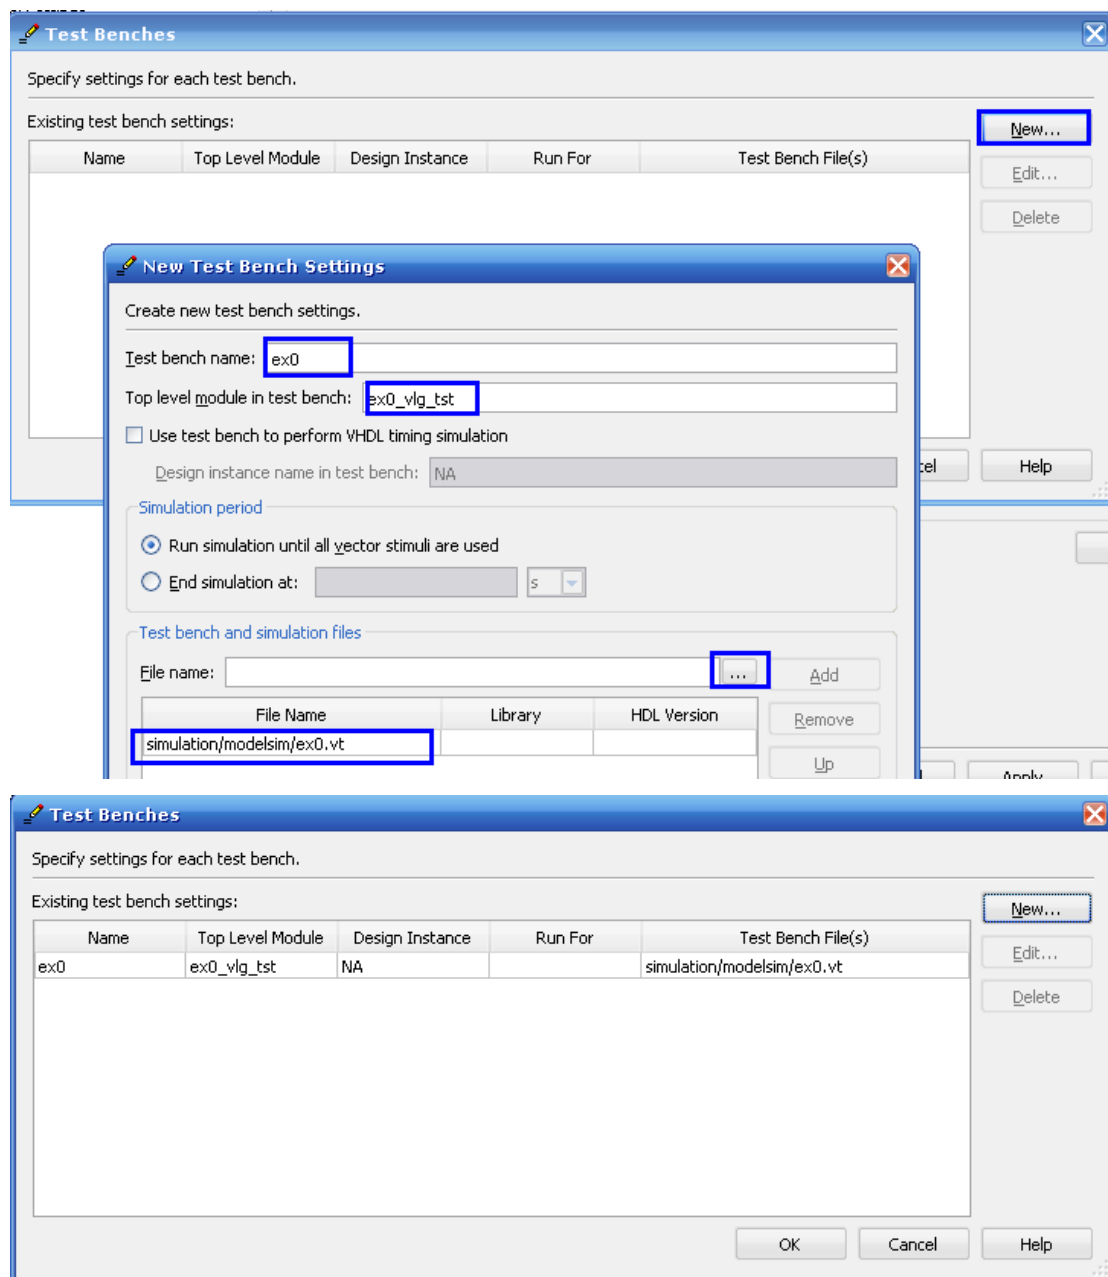 Test Benches
Specify settings for each test bench.
Existing test bench settings:
New...
Name Top Level Module Design Instance Run For Test Bench File(s)
Edit...
Delete
New Test Bench Settings
Create new test bench settings.
Test bench name: ex0
Top level module in test bench: ex0_vlg_tst
Use test bench to perform VHDL timing simulation
Design instance name in test bench: NA
Help
Simulation period
Run simulation until all vector stimuli are used
End simulation at: s
Test bench and simulation files
File name: ... Add
File Name Library HDL Version
Remove
simulation/modelsim/ex0.vt
Up
Apply
Test Benches
Specify settings for each test bench.
Existing test bench settings:
New...
Name Top Level Module Design Instance Run For Test Bench File(s)
Edit...
ex0 ex0_vlg_tst NA simulation/modelsim/ex0.vt
Delete
OK Cancel Help